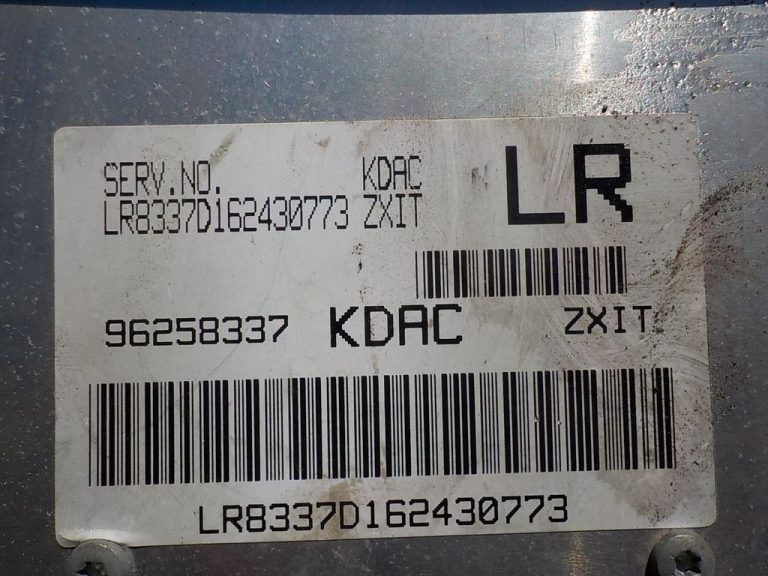 SERV.NO. KDAC LR
LR8337D162430773 ZXIT
96258337 KDAC ZXIT
LR8337D162430773